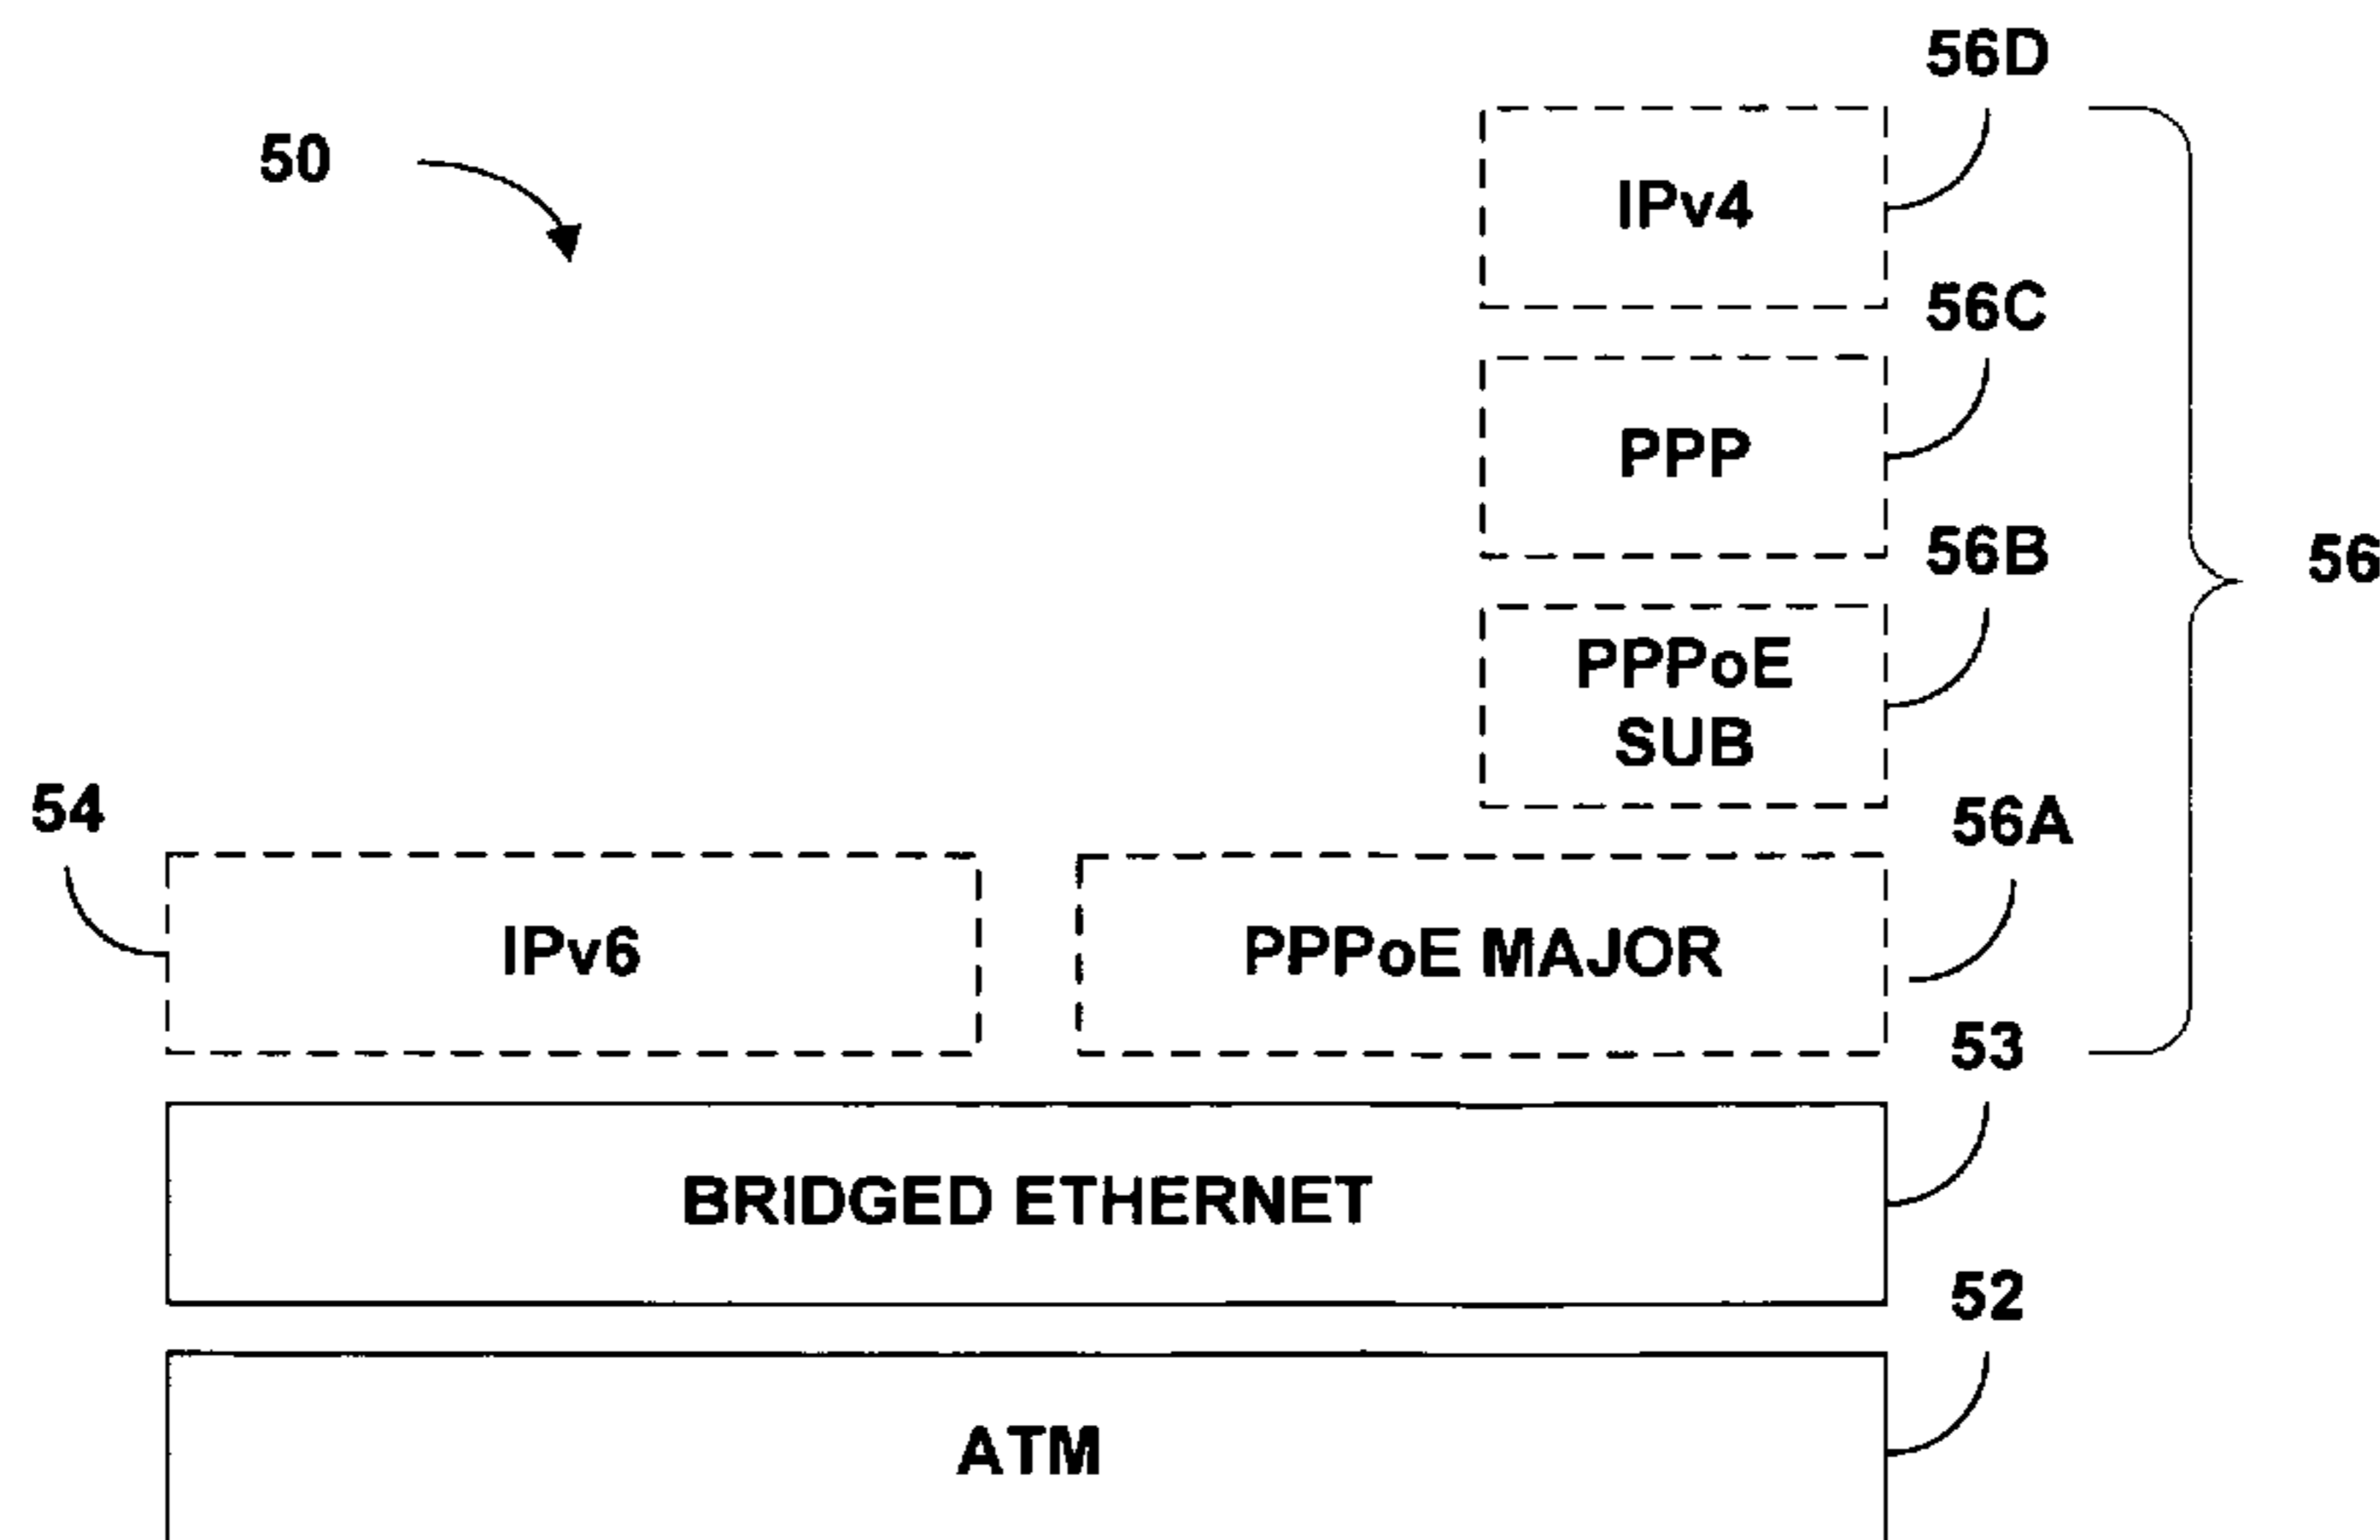 56D
50
IPv4
56C
PPP
56B
56
PPPoE
SUB
54
56A
IPv6
PPPoE MAJOR
53
BRIDGED ETHERNET
52
ATM